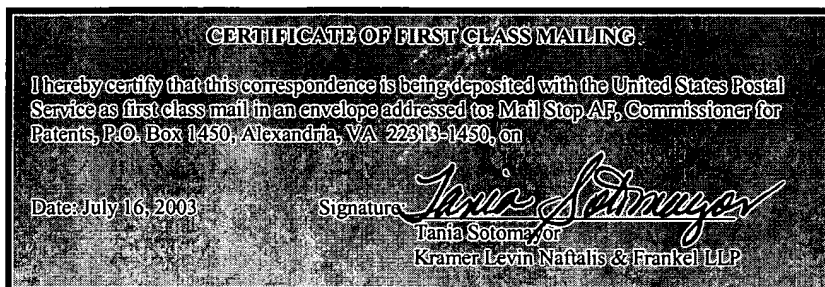 CERTIFICATE OF FIRST CLASS MAILING
I hereby certify that this correspondence is being deposited with the United States Postal
Service as first class mail in an envelope addressed to: Mail Stop AF, Commissioner for
Patents, P.O. Box 1450, Alexandria, VA 22313-1450, on
Date: July 16, 2003 Signature: Tania Sotomayor
Tania Sotomayor
Kramer Levin Naftalis & Frankel LLP